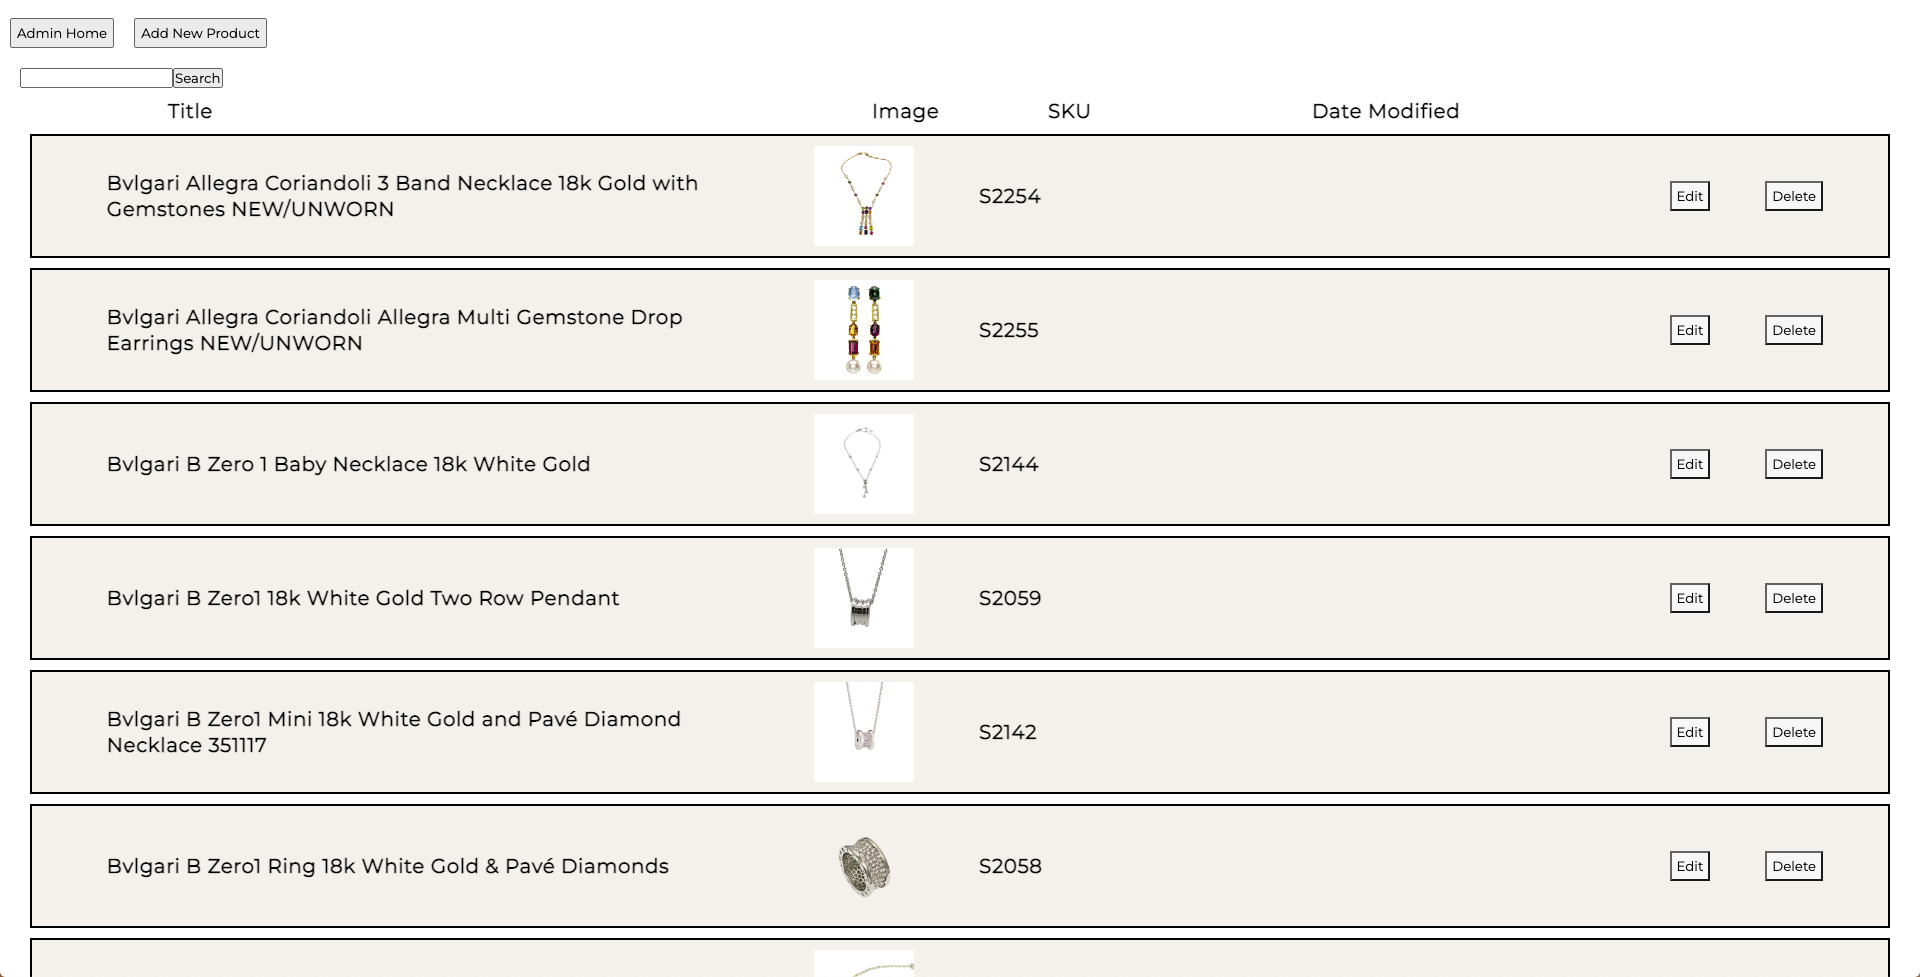 Admin Home Add New Product
Search
Title Image SKU Date Modified
Bvlgari Allegra Coriandoli 3 Band Necklace 18k Gold with
Gemstones NEW/UNWORN
S2254
Edit Delete
Bvlgari Allegra Coriandoli Allegra Multi Gemstone Drop
Earrings NEW/UNWORN
S2255
Edit Delete
Bvlgari B Zero 1 Baby Necklace 18k White Gold
S2144
Edit Delete
Bvlgari B Zero1 18k White Gold Two Row Pendant
S2059
Edit Delete
Bvlgari B Zero1 Mini 18k White Gold and Pavé Diamond
Necklace 351117
S2142
Edit Delete
Bvlgari B Zero1 Ring 18k White Gold & Pavé Diamonds
S2058
Edit Delete